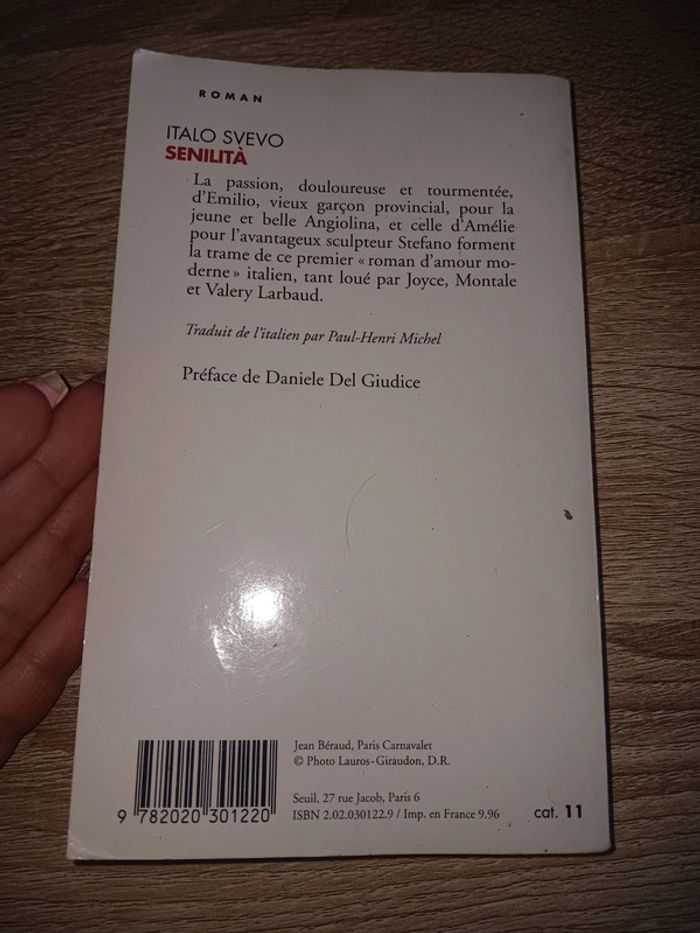 ROMAN
ITALO SVEVO
SENILITÀ
La passion, douloureuse et tourmentée,
d'Emilio, vieux garçon provincial, pour la
jeune et belle Angiolina, et celle d'Amélie
pour l'avantageux sculpteur Stefano forment
la trame de ce premier « roman d'amour mo-
derne » italien, tant loué par Joyce, Montale
et Valery Larbaud.
Traduit de l'italien par Paul-Henri Michel
Préface de Daniele Del Giudice
Jean Béraud, Paris Carnavalet
© Photo Lauros-Giraudon, D.R.
Seuil, 27 rue Jacob, Paris 6
ISBN 2.02.030122.9 / Imp. en France 9.96
cat. 11
9 782020 301220